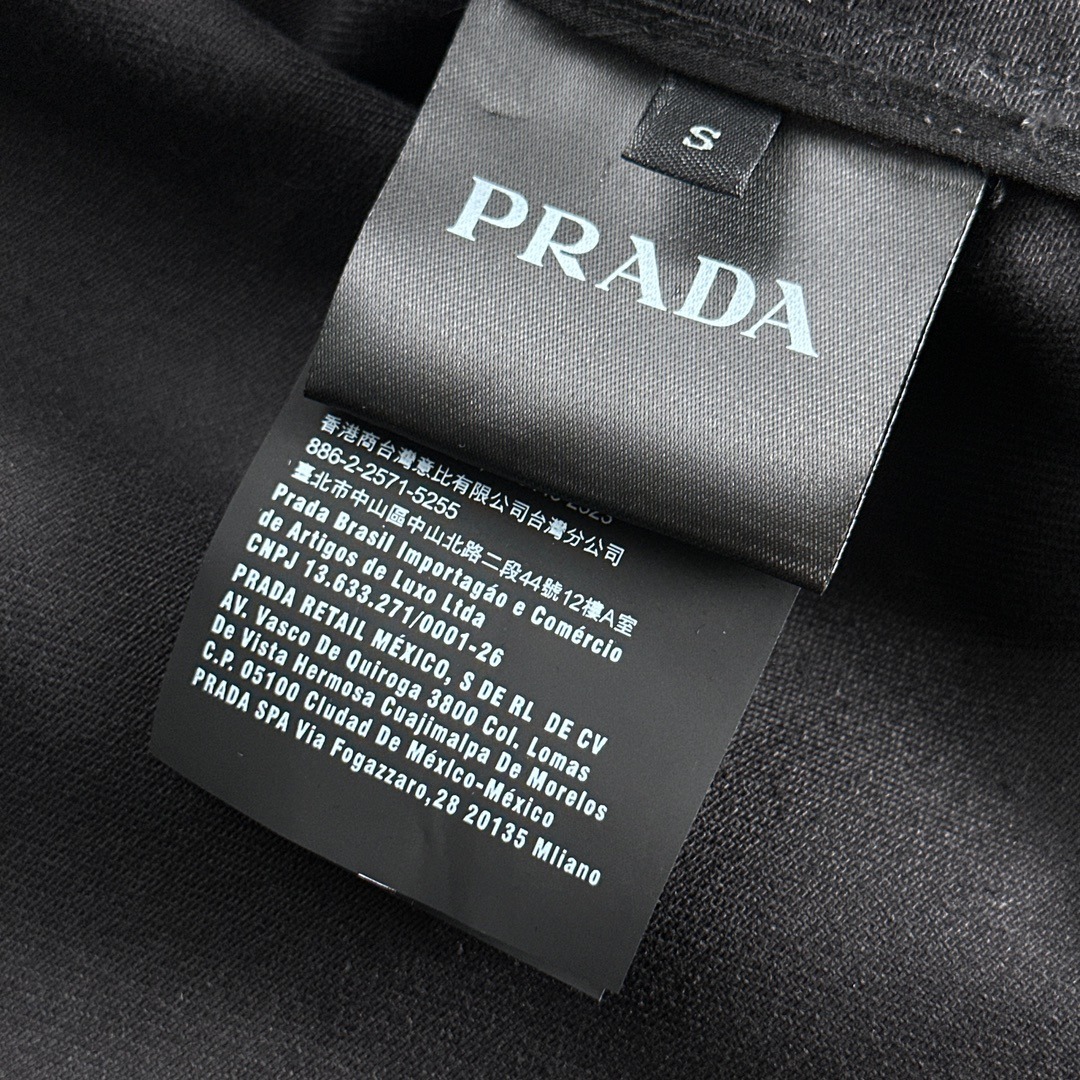 S
PRADA
香港商台灣意比有限公司台灣分公司
886-2-2571-5255
臺北市中山區中山北路二段44號12樓A室
Prada Brasil Importagáo e Comércio
de Artigos de Luxo Ltda
CNPJ 13.633.271/0001-26
PRADA RETAIL MÉXICO, S DE RL DE CV
AV. Vasco De Quiroga 3800 Col. Lomas
De Vista Hermosa Cuajimalpa De Morelos
C.P. 05100 Cludad De México-México
PRADA SPA Via Fogazzaro,28 20135 Mliano